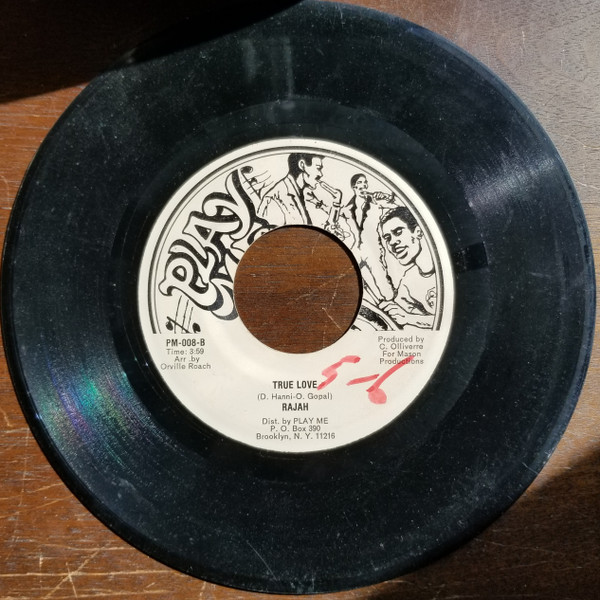 PLAY
ME
PM-008-B
Time: 3:59
Arr .by
Orville Roach
Produced by
C. Olliverre
For Mason
Productions
TRUE LOVE
(D. Hanni-O. Gopal)
RAJAH
Dist. by PLAY ME
P. O. Box 390
Brooklyn, N. Y. 11216
5-6